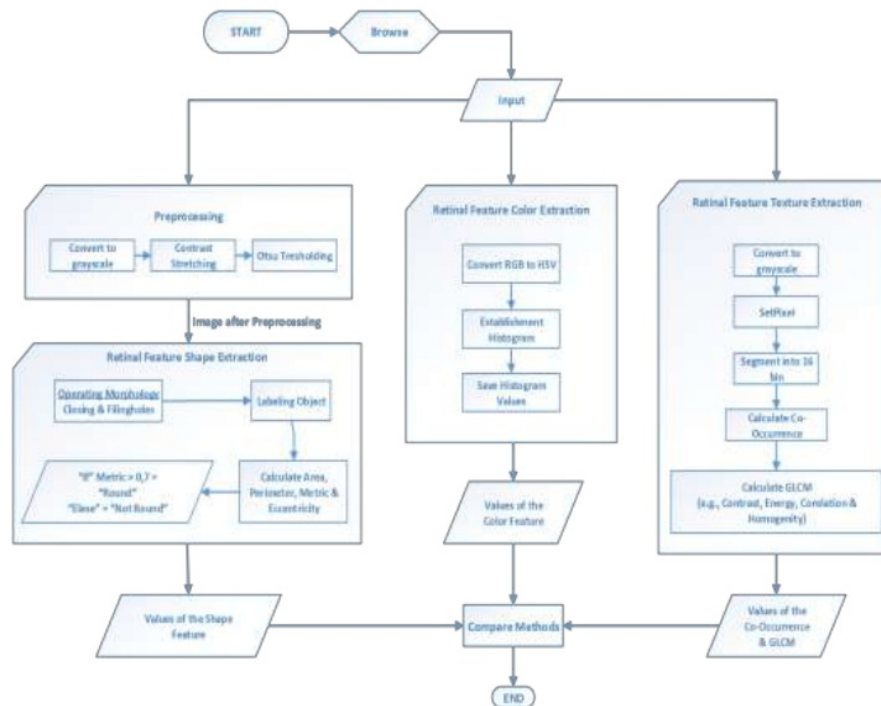 START
Browse
Input
Preprocessing
Convert to
grayscale
Contrast
Stretching
Otsu Tresholding
Image after Preprocessing
Retinal Feature Shape Extraction
Operating Morphology
Closing & Fillingholes
Labeling Object
Calculate Area,
Perimeter, Metric &
Eccentricity
"If" Metric > 0,7 =
"Round"
"Elese" = "Not Round"
Values of the Shape
Feature
Retinal Feature Color Extraction
Convert RGB to HSV
Establishment
Histogram
Save Histogram
Values
Values of the
Color Feature
Retinal Feature Texture Extraction
Convert to
grayscale
SetPixel
Segment into 16
bin
Calculate Co-
Occurrence
Calculate GLCM
(e.g., Contrast, Energy, Corelation &
Homogenity)
Values of the
Co-Occurrence
& GLCM
Compare Methods
END